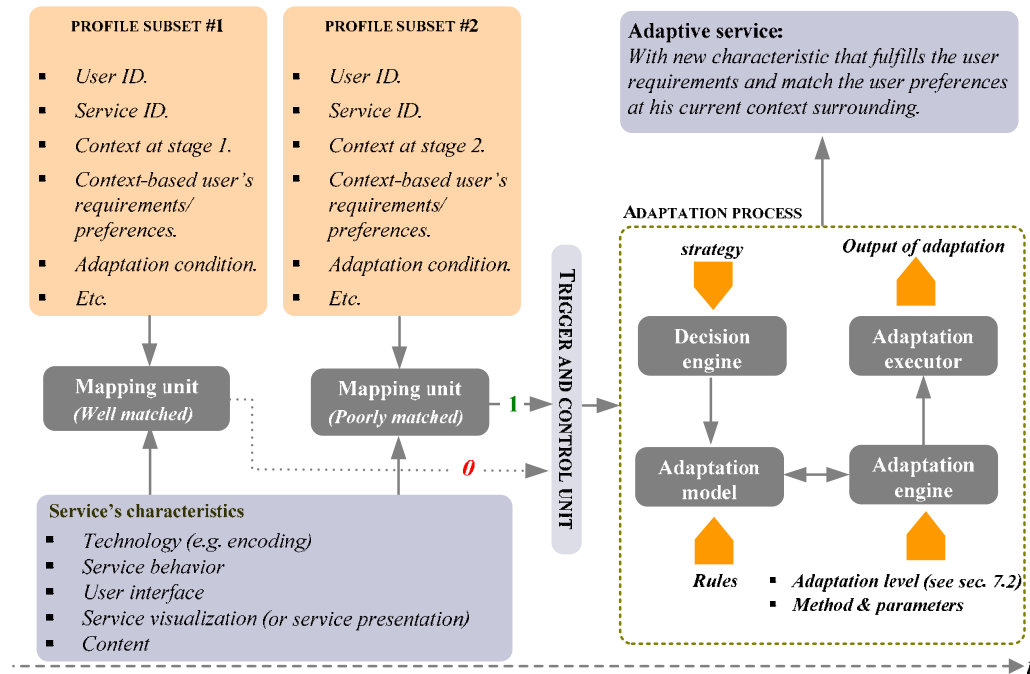 PROFILE SUBSET #1
▪ User ID.
▪ Service ID.
▪ Context at stage 1.
▪ Context-based user's
requirements/
preferences.
▪ Adaptation condition.
▪ Etc.
PROFILE SUBSET #2
▪ User ID.
▪ Service ID.
▪ Context at stage 2.
▪ Context-based user's
requirements/
preferences.
▪ Adaptation condition.
▪ Etc.
Mapping unit
(Well matched)
Mapping unit
(Poorly matched)
1
0
Service's characteristics
▪ Technology (e.g. encoding)
▪ Service behavior
▪ User interface
▪ Service visualization (or service presentation)
▪ Content
TRIGGER AND CONTROL UNIT
Adaptive service:
With new characteristic that fulfills the user
requirements and match the user preferences
at his current context surrounding.
ADAPTATION PROCESS
strategy
Output of adaptation
Decision
engine
Adaptation
executor
Adaptation
model
Adaptation
engine
Rules
▪ Adaptation level (see sec. 7.2)
▪ Method & parameters
t